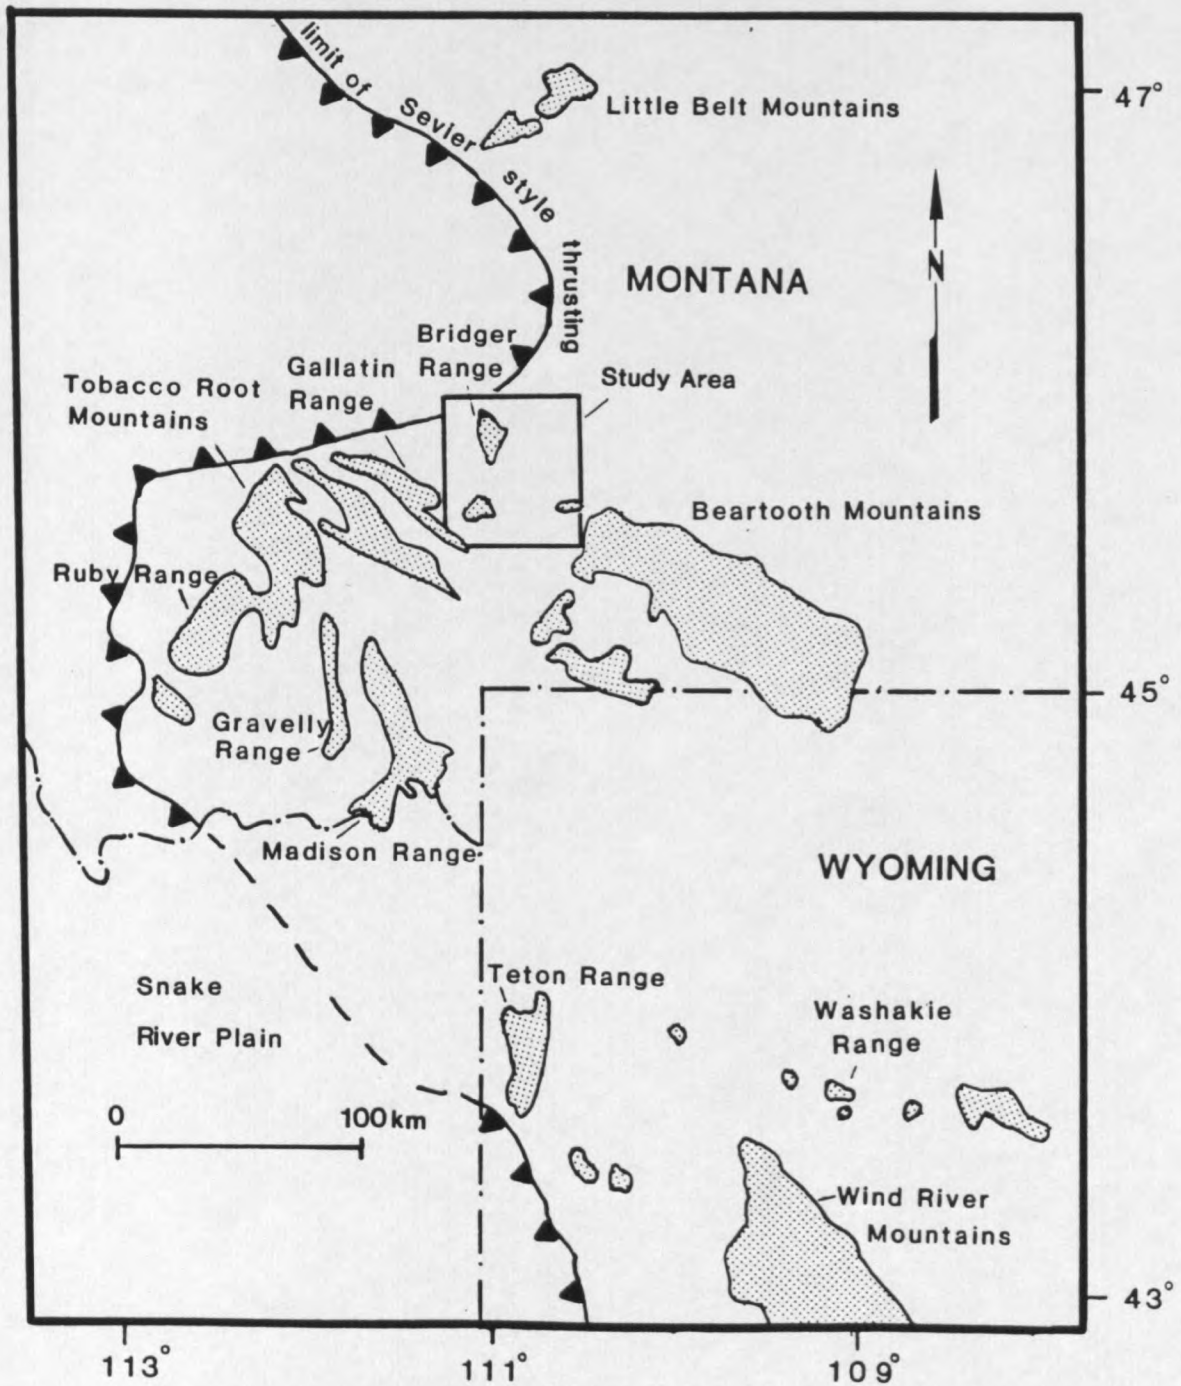 limit of Sevier style thrusting
Little Belt Mountains
47°
N
MONTANA
Bridger
Range
Gallatin
Range
Study Area
Tobacco Root
Mountains
Beartooth Mountains
Ruby Range
45°
Gravelly
Range
Madison Range
WYOMING
Teton Range
Snake
River Plain
Washakie
Range
0
100 km
Wind River
Mountains
43°
113°
111°
109°